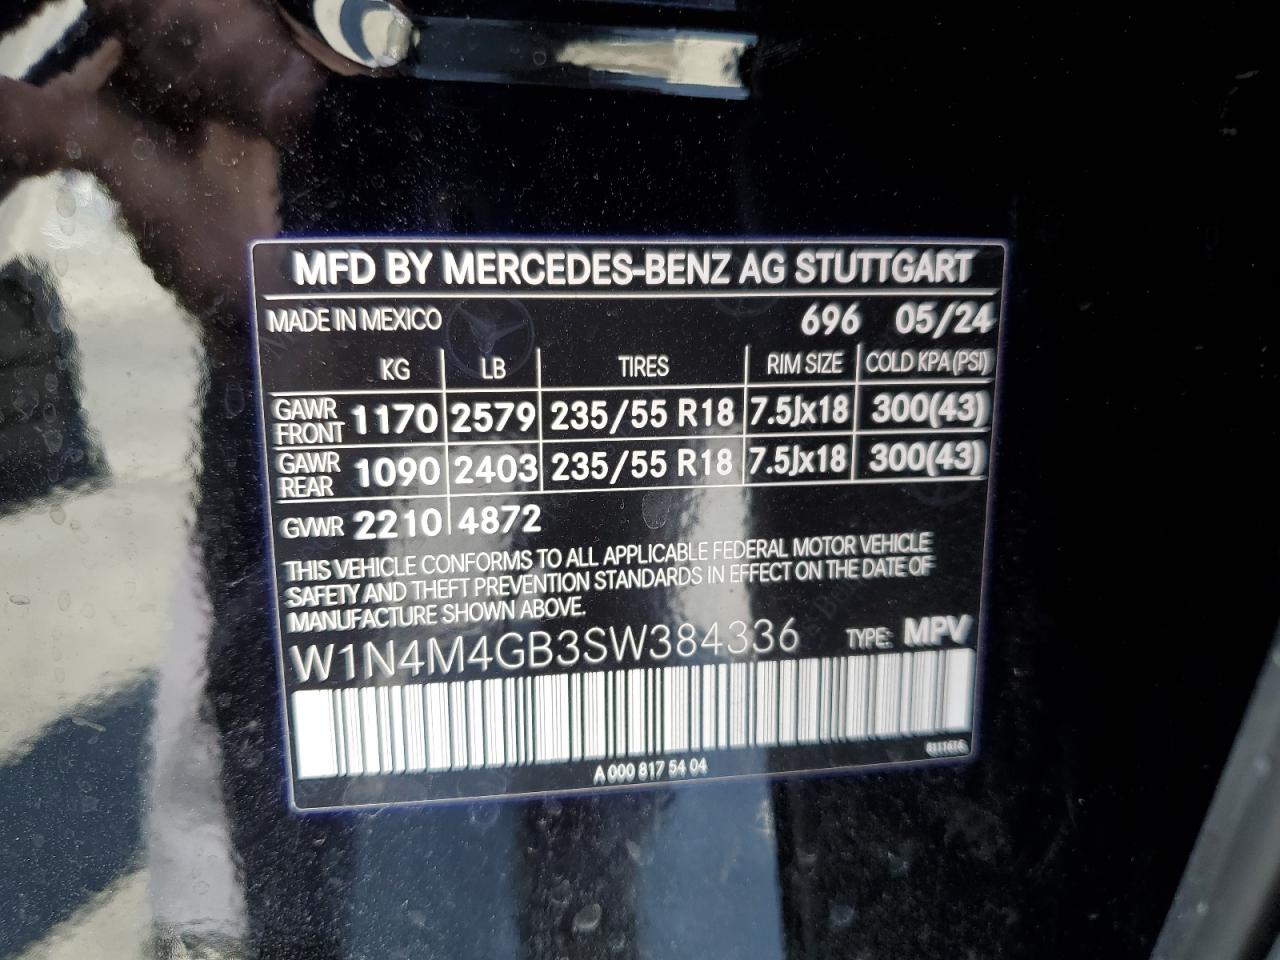 MFD BY MERCEDES-BENZ AG STUTTGART
MADE IN MEXICO 696 05/24
KG LB TIRES RIM SIZE COLD KPA (PSI)
GAWR FRONT 1170 2579 235/55 R18 7.5Jx18 300(43)
GAWR REAR 1090 2403 235/55 R18 7.5Jx18 300(43)
GVWR 2210 4872
THIS VEHICLE CONFORMS TO ALL APPLICABLE FEDERAL MOTOR VEHICLE
SAFETY AND THEFT PREVENTION STANDARDS IN EFFECT ON THE DATE OF
MANUFACTURE SHOWN ABOVE.
W1N4M4GB3SW384336 TYPE: MPV
A 000 817 54 04